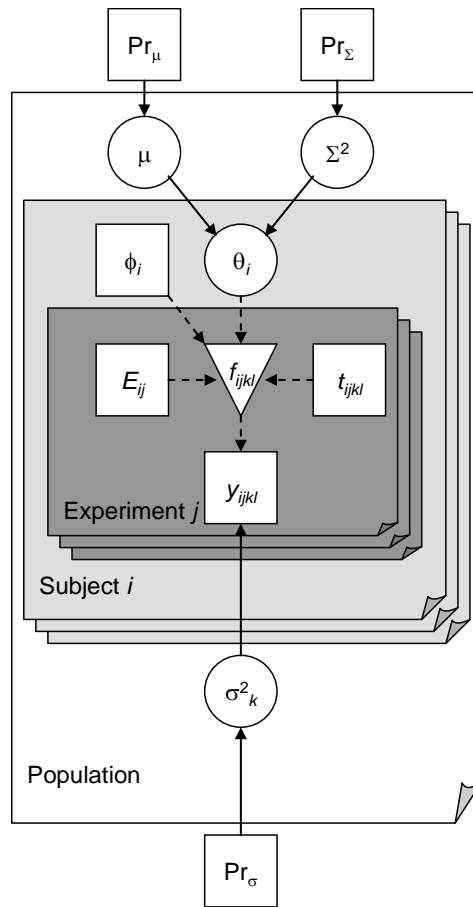 Pr_μ
Pr_Σ
μ
Σ²
ϕ_i
θ_i
E_ij
f_ijkl
t_ijkl
y_ijkl
Experiment j
Subject i
σ²_k
Population
Pr_σ